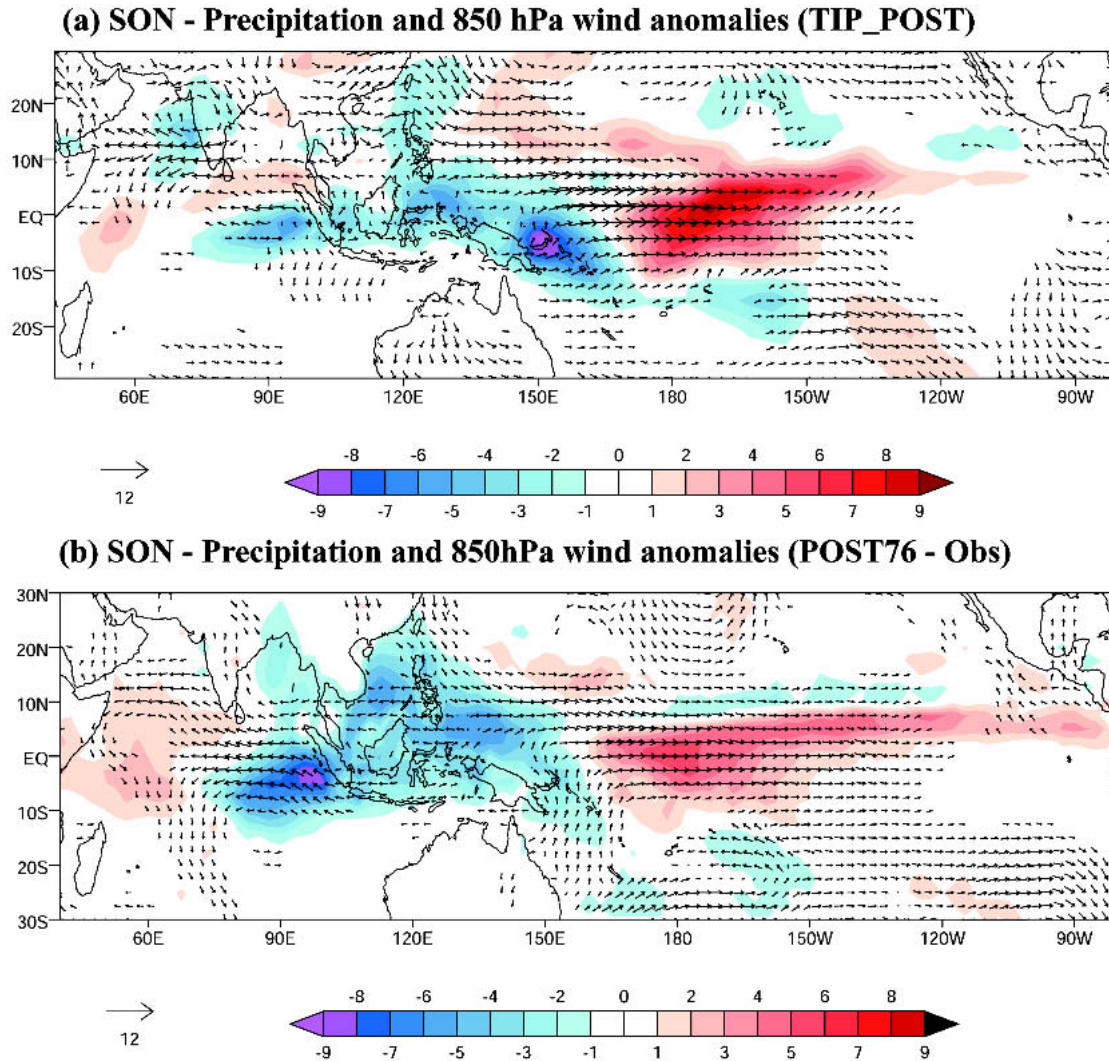 (a) SON - Precipitation and 850 hPa wind anomalies (TIP_POST)
20N
10N
EQ
10S
20S
60E 90E 120E 150E 180 150W 120W 90W
-8 -6 -4 -2 0 2 4 6 8
12
-9 -7 -5 -3 -1 1 3 5 7 9
(b) SON - Precipitation and 850hPa wind anomalies (POST76 - Obs)
30N
20N
10N
EQ
10S
20S
30S
60E 90E 120E 150E 180 150W 120W 90W
-8 -6 -4 -2 0 2 4 6 8
12
-9 -7 -5 -3 -1 1 3 5 7 9